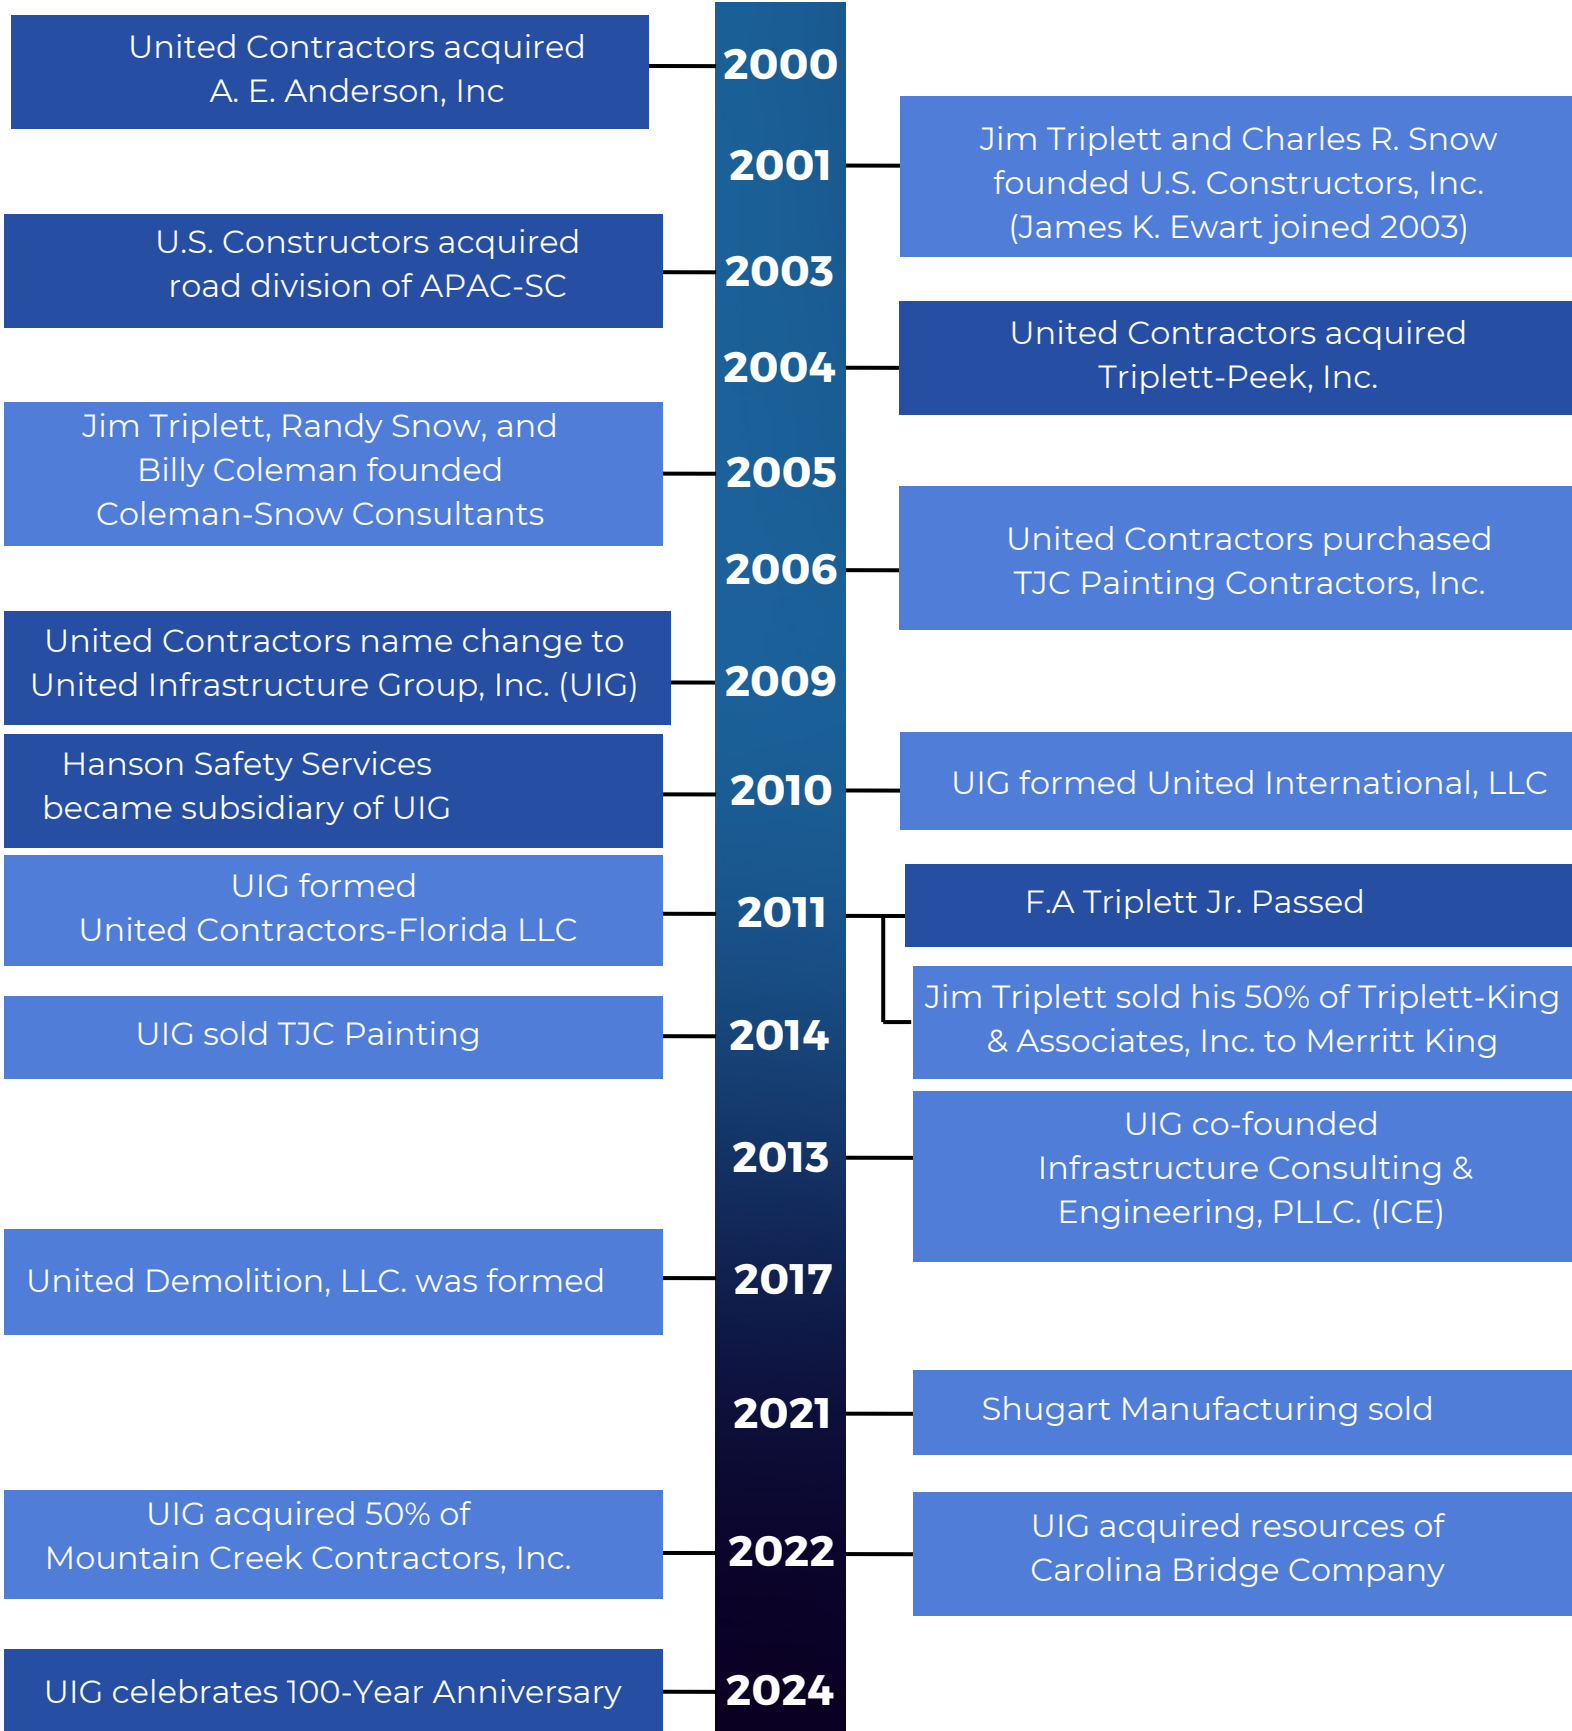 United Contractors acquired
A. E. Anderson, Inc
2000
2001
Jim Triplett and Charles R. Snow
founded U.S. Constructors, Inc.
(James K. Ewart joined 2003)
U.S. Constructors acquired
road division of APAC-SC
2003
2004
United Contractors acquired
Triplett-Peek, Inc.
Jim Triplett, Randy Snow, and
Billy Coleman founded
Coleman-Snow Consultants
2005
2006
United Contractors purchased
TJC Painting Contractors, Inc.
United Contractors name change to
United Infrastructure Group, Inc. (UIG)
2009
Hanson Safety Services
became subsidiary of UIG
2010
UIG formed United International, LLC
UIG formed
United Contractors-Florida LLC
2011
F.A Triplett Jr. Passed
Jim Triplett sold his 50% of Triplett-King
& Associates, Inc. to Merritt King
UIG sold TJC Painting
2014
2013
UIG co-founded
Infrastructure Consulting &
Engineering, PLLC. (ICE)
United Demolition, LLC. was formed
2017
2021
Shugart Manufacturing sold
UIG acquired 50% of
Mountain Creek Contractors, Inc.
2022
UIG acquired resources of
Carolina Bridge Company
UIG celebrates 100-Year Anniversary
2024